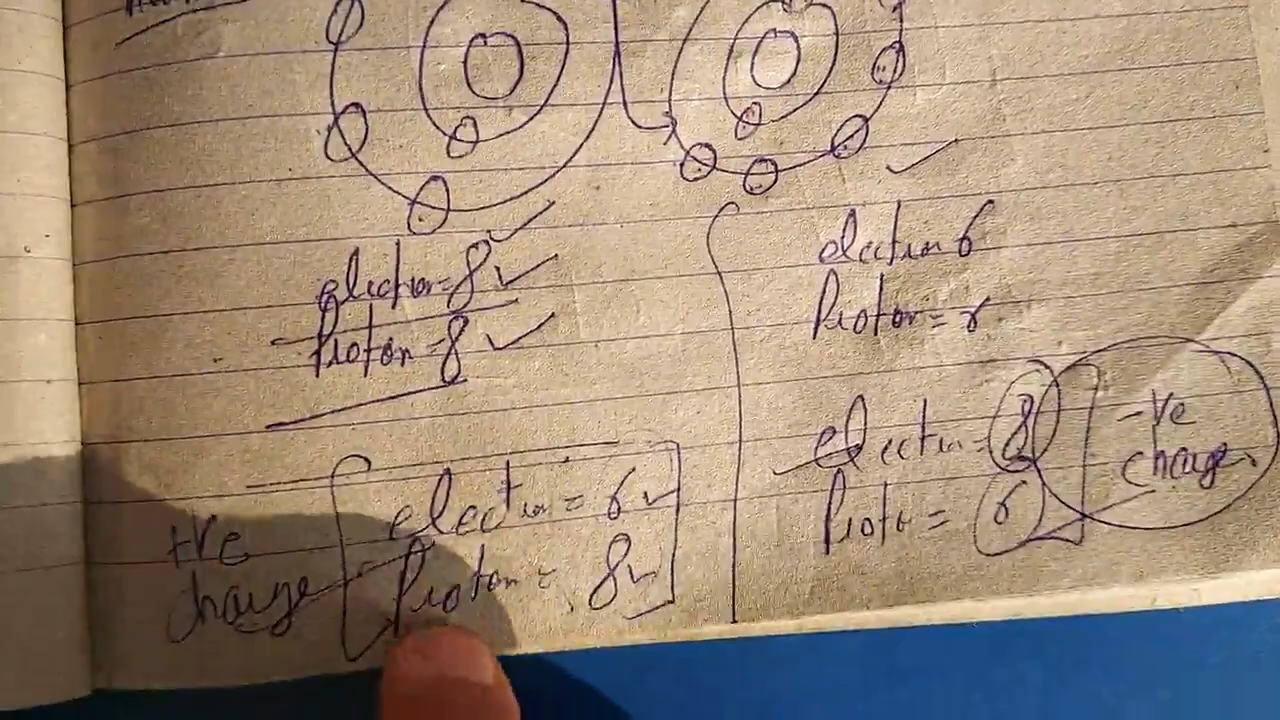 electron=8
Proton=8
+ve
charge
electron=6
Proton=8
electron 6
Proton=6
electron=8
Proton=6
-ve
charge